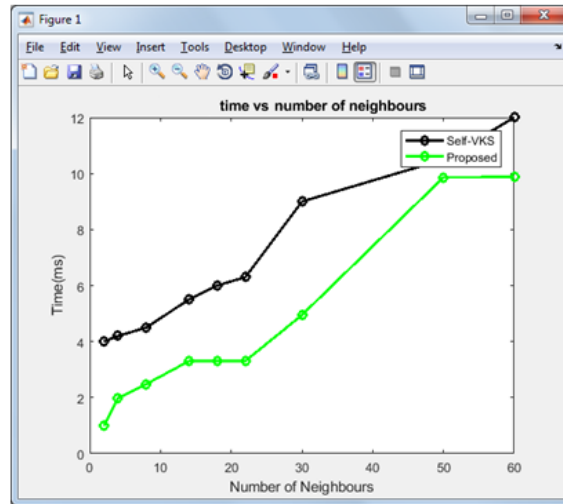 Figure 1
File Edit View Insert Tools Desktop Window Help
time vs number of neighbours
12
10
8
6
4
2
0
Time(ms)
Self-VKS
Proposed
0 10 20 30 40 50 60
Number of Neighbours